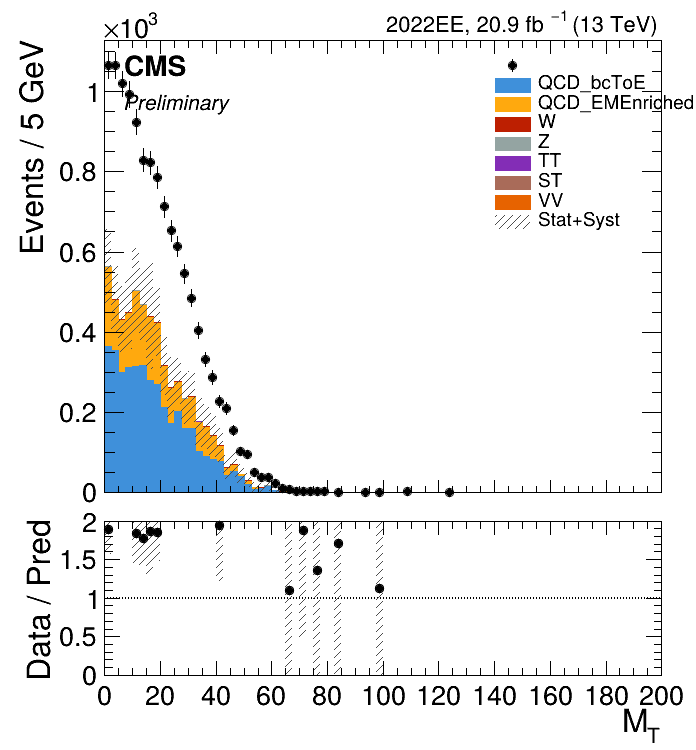 ×10³ 2022EE, 20.9 fb ⁻¹ (13 TeV)
CMS
Preliminary
Events / 5 GeV
1
0.8
0.6
0.4
0.2
0
QCD_bcToE
QCD_EMEnrighed
W
Z
TT
ST
VV
Stat+Syst
Data / Pred
2
1.5
1
0.5
0
0 20 40 60 80 100 120 140 160 180 200
M_T